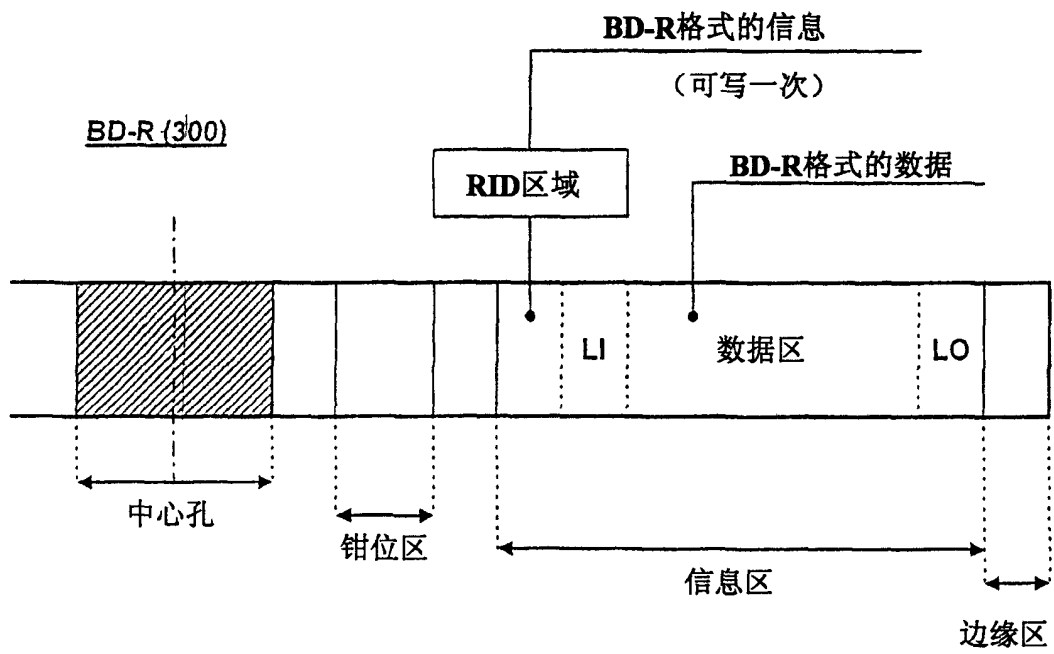 BD-R格式的信息
（可写一次）
BD-R (300)
RID区域
BD-R格式的数据
LI
数据区
LO
中心孔
钳位区
信息区
边缘区